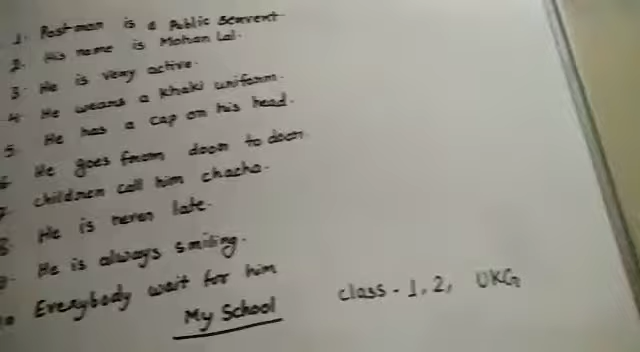 1. Postman is a Public Servent
2. His name is Mohan Lal.
3. He is very active.
4. He wears a khaki uniform.
5. He has a cap on his head.
6 He goes from door to door.
7. children call him chacha.
8. He is never late.
9. He is always smiling.
10 Everybody wait for him
My School
class - 1, 2, UKG